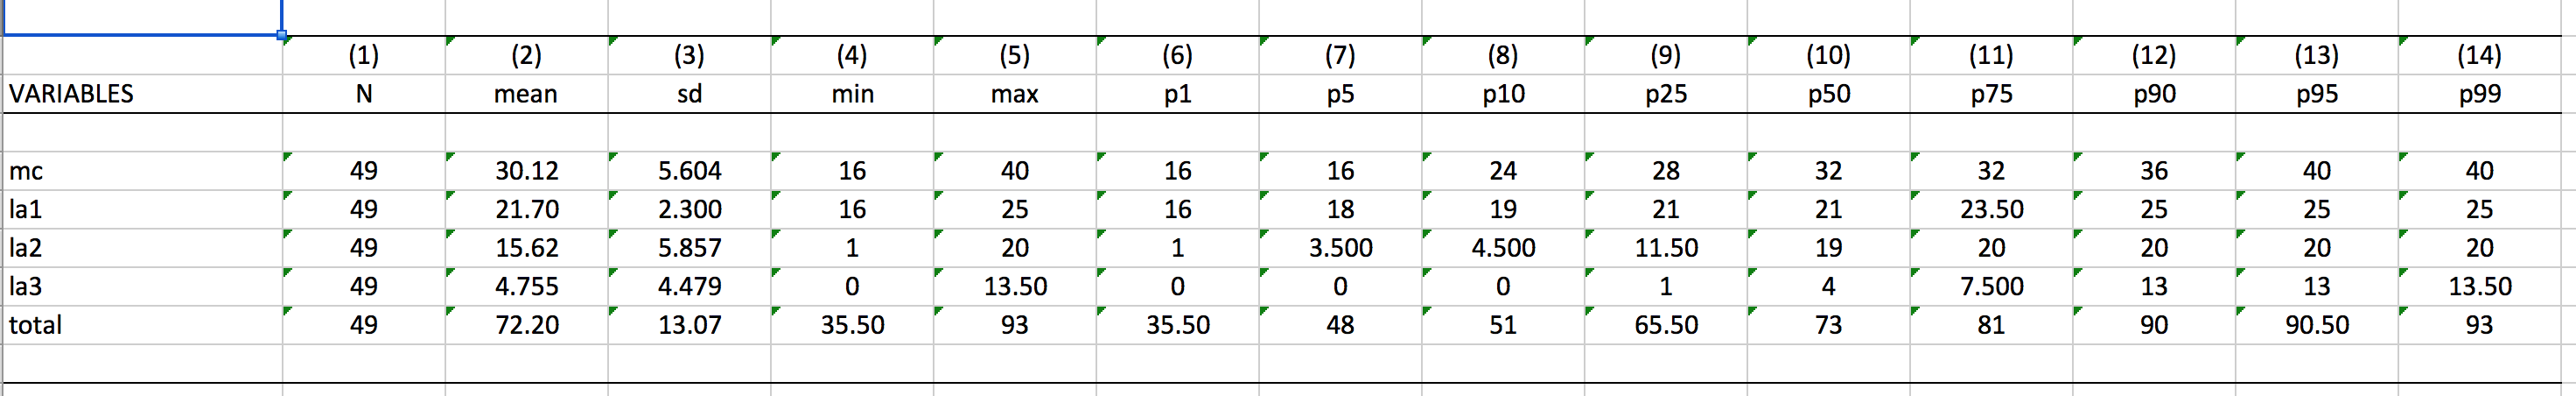 (1) (2) (3) (4) (5) (6) (7) (8) (9) (10) (11) (12) (13) (14)
VARIABLES N mean sd min max p1 p5 p10 p25 p50 p75 p90 p95 p99
mc 49 30.12 5.604 16 40 16 16 24 28 32 32 36 40 40
la1 49 21.70 2.300 16 25 16 18 19 21 21 23.50 25 25 25
la2 49 15.62 5.857 1 20 1 3.500 4.500 11.50 19 20 20 20 20
la3 49 4.755 4.479 0 13.50 0 0 0 1 4 7.500 13 13 13.50
total 49 72.20 13.07 35.50 93 35.50 48 51 65.50 73 81 90 90.50 93